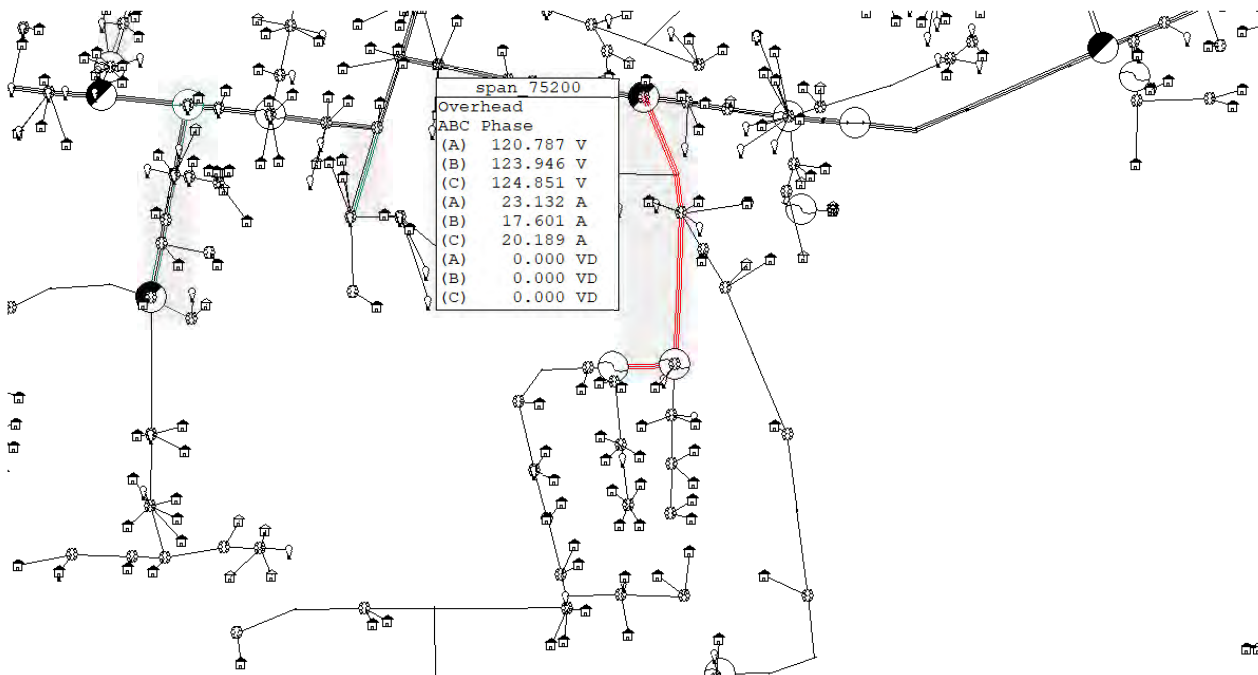 span_75200
Overhead
ABC Phase
(A) 120.787 V
(B) 123.946 V
(C) 124.851 V
(A) 23.132 A
(B) 17.601 A
(C) 20.189 A
(A) 0.000 VD
(B) 0.000 VD
(C) 0.000 VD